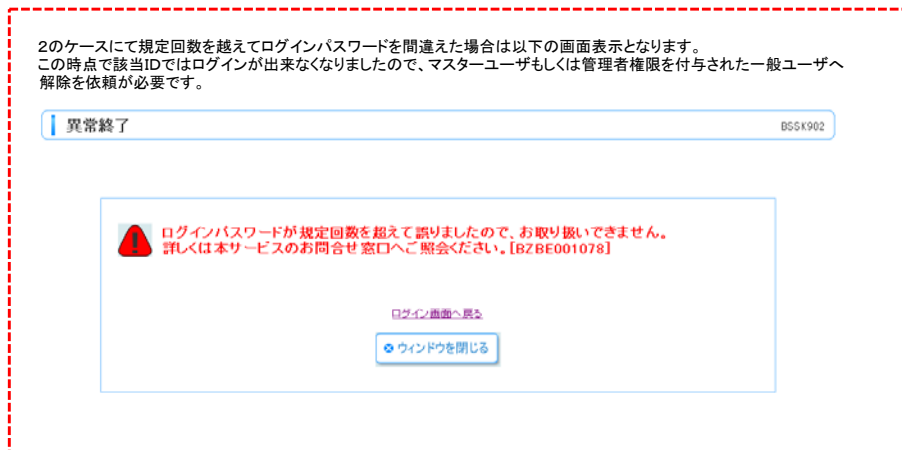 2のケースにて規定回数を越えてログインパスワードを間違えた場合は以下の画面表示となります。
この時点で該当IDではログインが出来なくなりましたので、マスターユーザもしくは管理者権限を付与された一般ユーザへ
解除を依頼が必要です。
異常終了
BSSK902
ログインパスワードが規定回数を超えて誤りましたので、お取り扱いできません。
詳しくは本サービスのお問合せ窓口へご照会ください。[BZBE001078]
ログイン画面へ戻る
ウィンドウを閉じる